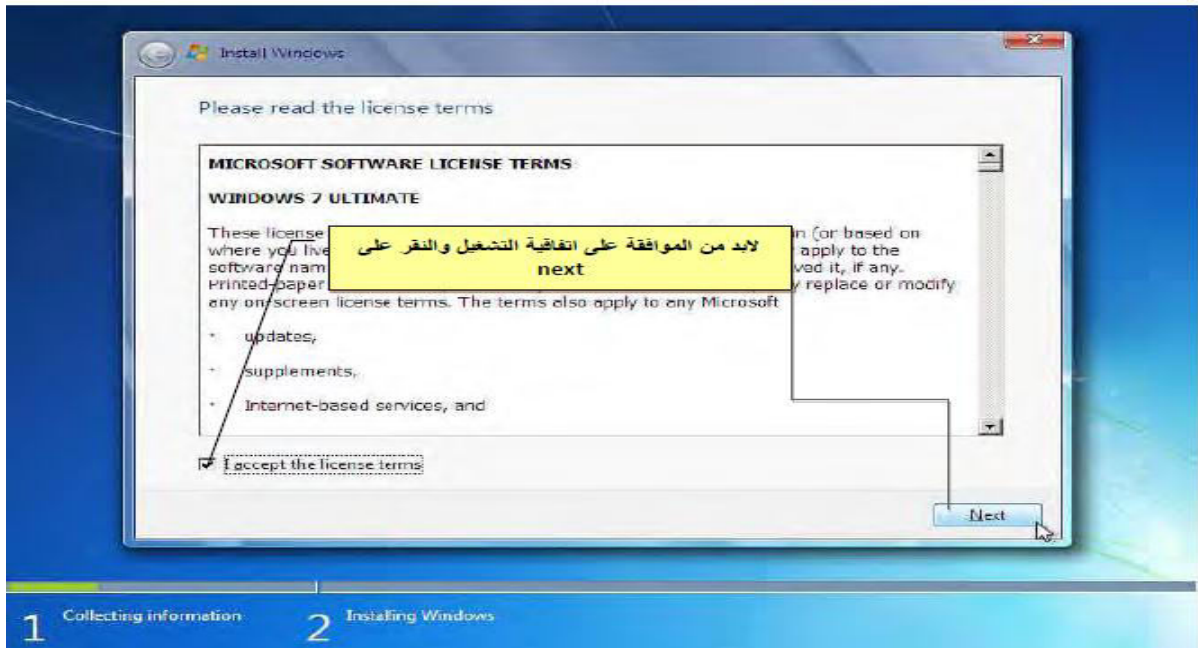 Install Windows
Please read the license terms
MICROSOFT SOFTWARE LICENSE TERMS
WINDOWS 7 ULTIMATE
These license
in (or based on
where you live
apply to the
software nam
ved it, if any.
Printed-paper
y replace or modify
any on-screen license terms. The terms also apply to any Microsoft
لابد من الموافقة على اتفاقية التشغيل والنقر على
next
· updates,
· supplements,
· Internet-based services, and
I accept the license terms
Next
1 Collecting information
2 Installing Windows